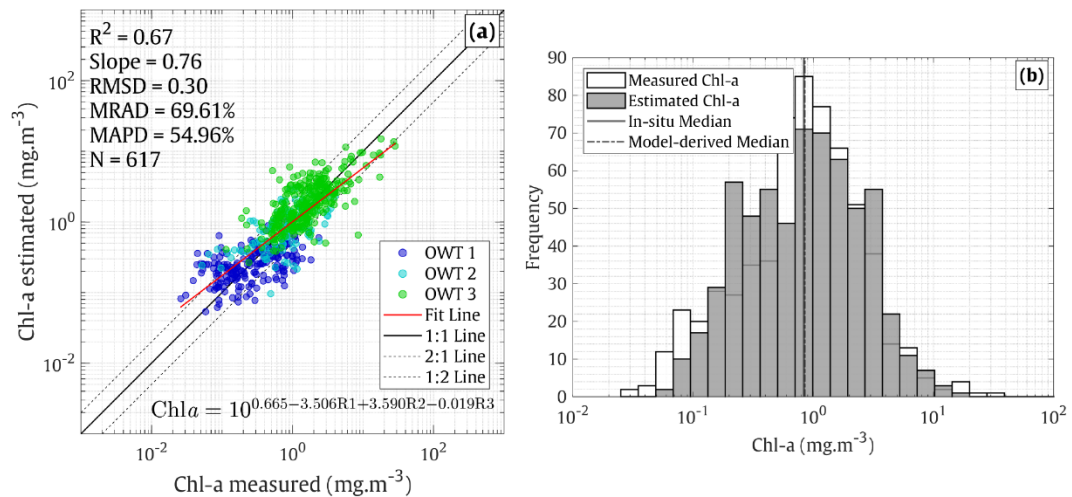 (a)
R² = 0.67
Slope = 0.76
RMSD = 0.30
MRAD = 69.61%
MAPD = 54.96%
N = 617
Chl-a estimated (mg.m⁻³)
10²
10⁰
10⁻²
OWT 1
OWT 2
OWT 3
Fit Line
1:1 Line
2:1 Line
1:2 Line
Chla = 10^0.665−3.506R1+3.590R2−0.019R3
10⁻² 10⁰ 10²
Chl-a measured (mg.m⁻³)
(b)
Measured Chl-a
Estimated Chl-a
In-situ Median
Model-derived Median
Frequency
90
80
70
60
50
40
30
20
10
0
10⁻² 10⁻¹ 10⁰ 10¹ 10²
Chl-a (mg.m⁻³)